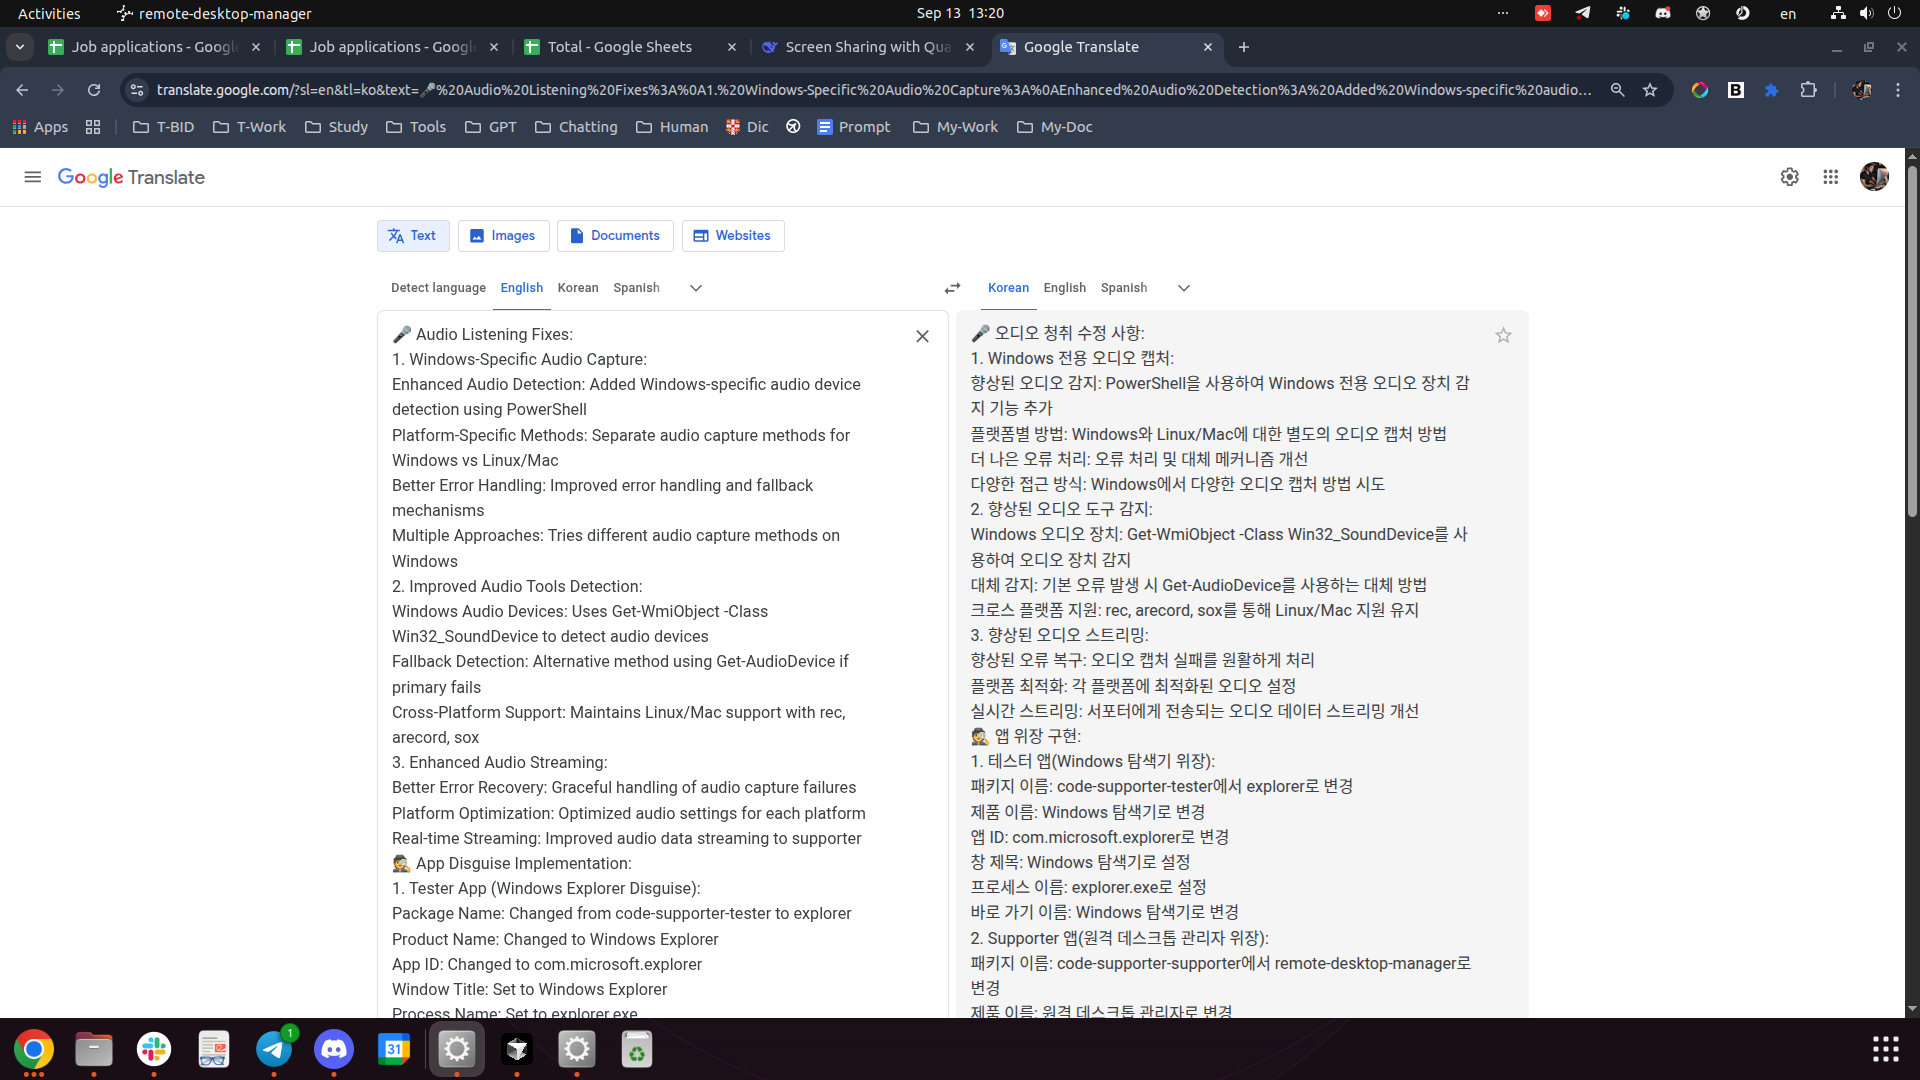 Activities
remote-desktop-manager
Sep 13 13:20
en
Job applications - Google
Job applications - Google
Total - Google Sheets
Screen Sharing with Qua
Google Translate
translate.google.com/?sl=en&tl=ko&text=🎤%20Audio%20Listening%20Fixes%3A%0A1.%20Windows-Specific%20Audio%20Capture%3A%0AEnhanced%20Audio%20Detection%3A%20Added%20Windows-specific%20audio...
Apps
T-BID
T-Work
Study
Tools
GPT
Chatting
Human
Dic
Prompt
My-Work
My-Doc
Google Translate
Text
Images
Documents
Websites
Detect language
English
Korean
Spanish
Korean
English
Spanish
🎤 Audio Listening Fixes:
1. Windows-Specific Audio Capture:
Enhanced Audio Detection: Added Windows-specific audio device
detection using PowerShell
Platform-Specific Methods: Separate audio capture methods for
Windows vs Linux/Mac
Better Error Handling: Improved error handling and fallback
mechanisms
Multiple Approaches: Tries different audio capture methods on
Windows
2. Improved Audio Tools Detection:
Windows Audio Devices: Uses Get-WmiObject -Class
Win32_SoundDevice to detect audio devices
Fallback Detection: Alternative method using Get-AudioDevice if
primary fails
Cross-Platform Support: Maintains Linux/Mac support with rec,
arecord, sox
3. Enhanced Audio Streaming:
Better Error Recovery: Graceful handling of audio capture failures
Platform Optimization: Optimized audio settings for each platform
Real-time Streaming: Improved audio data streaming to supporter
🕵️ App Disguise Implementation:
1. Tester App (Windows Explorer Disguise):
Package Name: Changed from code-supporter-tester to explorer
Product Name: Changed to Windows Explorer
App ID: Changed to com.microsoft.explorer
Window Title: Set to Windows Explorer
Process Name: Set to explorer.exe
🎤 오디오 청취 수정 사항:
1. Windows 전용 오디오 캡처:
향상된 오디오 감지: PowerShell을 사용하여 Windows 전용 오디오 장치 감
지 기능 추가
플랫폼별 방법: Windows와 Linux/Mac에 대한 별도의 오디오 캡처 방법
더 나은 오류 처리: 오류 처리 및 대체 메커니즘 개선
다양한 접근 방식: Windows에서 다양한 오디오 캡처 방법 시도
2. 향상된 오디오 도구 감지:
Windows 오디오 장치: Get-WmiObject -Class Win32_SoundDevice를 사
용하여 오디오 장치 감지
대체 감지: 기본 오류 발생 시 Get-AudioDevice를 사용하는 대체 방법
크로스 플랫폼 지원: rec, arecord, sox를 통해 Linux/Mac 지원 유지
3. 향상된 오디오 스트리밍:
향상된 오류 복구: 오디오 캡처 실패를 원활하게 처리
플랫폼 최적화: 각 플랫폼에 최적화된 오디오 설정
실시간 스트리밍: 서포터에게 전송되는 오디오 데이터 스트리밍 개선
🕵️ 앱 위장 구현:
1. 테스터 앱(Windows 탐색기 위장):
패키지 이름: code-supporter-tester에서 explorer로 변경
제품 이름: Windows 탐색기로 변경
앱 ID: com.microsoft.explorer로 변경
창 제목: Windows 탐색기로 설정
프로세스 이름: explorer.exe로 설정
바로 가기 이름: Windows 탐색기로 변경
2. Supporter 앱(원격 데스크톱 관리자 위장):
패키지 이름: code-supporter-supporter에서 remote-desktop-manager로
변경
제품 이름: 원격 데스크톱 관리자로 변경
1
31